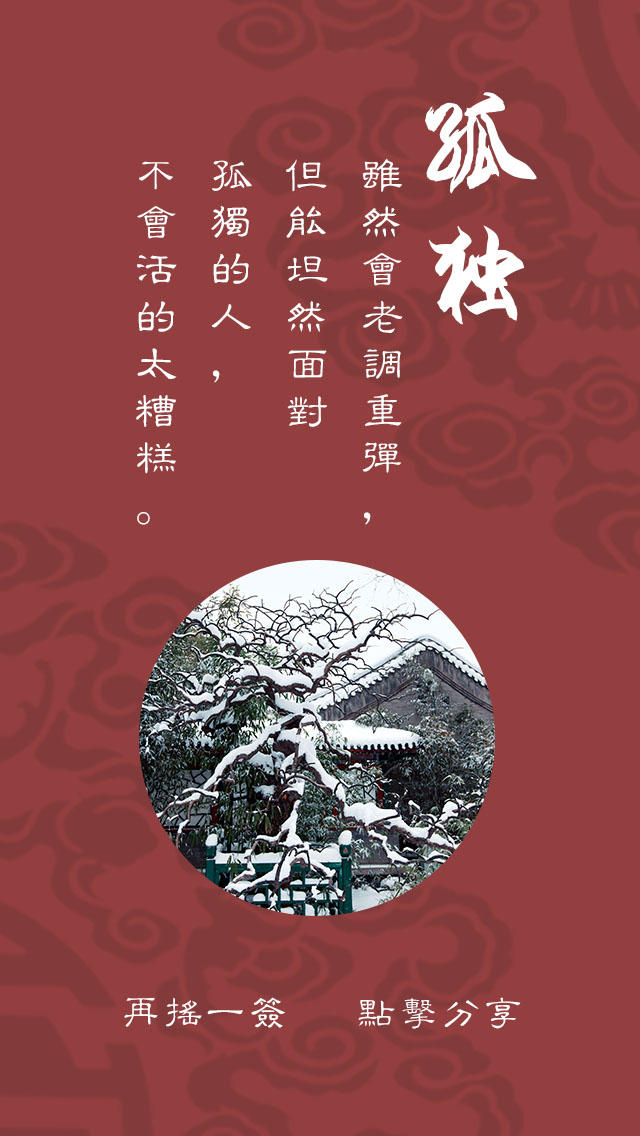 孤独
雖然會老調重彈，
但能坦然面對
孤獨的人，
不會活的太糟糕。
再搖一簽
點擊分享